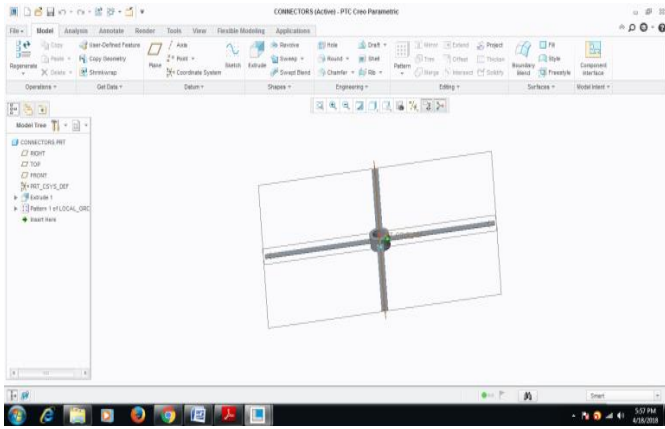 CONNECTORS (Active) - PTC Creo Parametric
File Model Analysis Annotate Render Tools View Flexible Modeling Applications
Regenerate Copy Paste Delete User-Defined Feature Copy Geometry Shrinkwrap Plane Axis Point Coordinate System Sketch Extrude Revolve Sweep Swept Blend Hole Round Chamfer Draft Shell Rib Pattern Mirror Trim Merge Extend Offset Intersect Project Thicken Solidify Boundary Blend Fill Style Freestyle Component Interface
Operations Get Data Datum Shapes Engineering Editing Surfaces Model Intent
Model Tree
CONNECTORS.PRT
RIGHT
TOP
FRONT
PRT_CSYS_DEF
Extrude 1
Pattern 1 of LOCAL_GRC
Insert Here
Smart
5:57 PM
4/18/2018